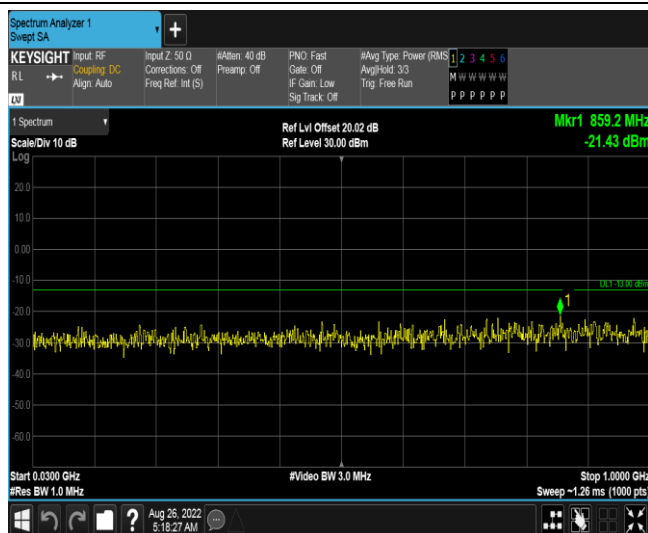 Spectrum Analyzer 1
Swept SA
+
KEYSIGHT
RL
LXI
Input: RF
Coupling: DC
Align: Auto
Input Z: 50 Ω
Corrections: Off
Freq Ref: Int (S)
#Atten: 40 dB
Preamp: Off
PNO: Fast
Gate: Off
IF Gain: Low
Sig Track: Off
#Avg Type: Power (RMS
Avg|Hold: 3/3
Trig: Free Run
1 2 3 4 5 6
M W W W W W
P P P P P P
1 Spectrum
Scale/Div 10 dB
Log
Ref Lvl Offset 20.02 dB
Ref Level 30.00 dBm
Mkr1 859.2 MHz
-21.43 dBm
20.0
10.0
0.00
-10.0
DL1 -13.00 dBm
1
-20.0
-30.0
-40.0
-50.0
-60.0
Start 0.0300 GHz
#Res BW 1.0 MHz
#Video BW 3.0 MHz
Stop 1.0000 GHz
Sweep ~1.26 ms (1000 pts)
?
Aug 26, 2022
5:18:27 AM